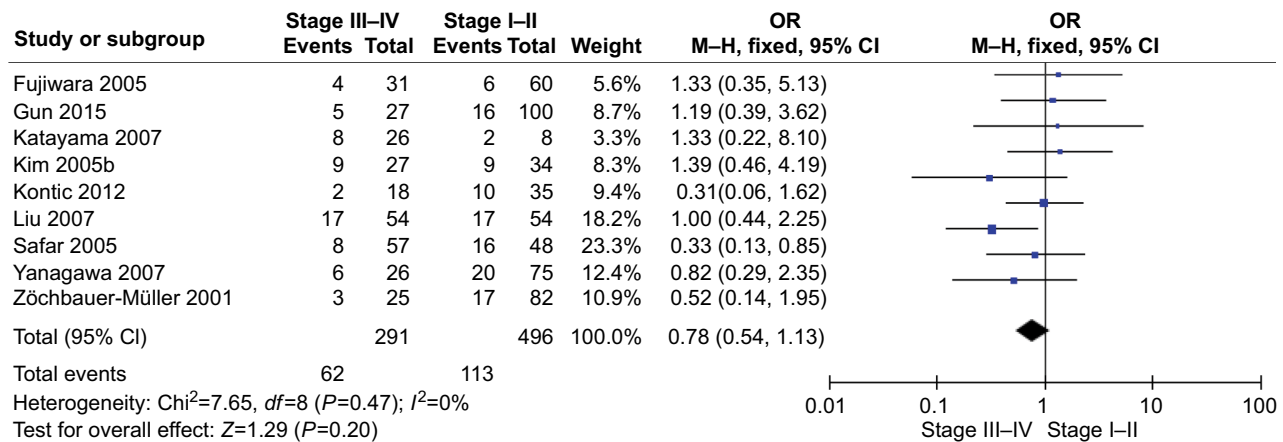 Stage III–IV Stage I–II OR OR
Study or subgroup Events Total Events Total Weight M–H, fixed, 95% CI M–H, fixed, 95% CI
Fujiwara 2005 4 31 6 60 5.6% 1.33 (0.35, 5.13)
Gun 2015 5 27 16 100 8.7% 1.19 (0.39, 3.62)
Katayama 2007 8 26 2 8 3.3% 1.33 (0.22, 8.10)
Kim 2005b 9 27 9 34 8.3% 1.39 (0.46, 4.19)
Kontic 2012 2 18 10 35 9.4% 0.31(0.06, 1.62)
Liu 2007 17 54 17 54 18.2% 1.00 (0.44, 2.25)
Safar 2005 8 57 16 48 23.3% 0.33 (0.13, 0.85)
Yanagawa 2007 6 26 20 75 12.4% 0.82 (0.29, 2.35)
Zöchbauer-Müller 2001 3 25 17 82 10.9% 0.52 (0.14, 1.95)
Total (95% CI) 291 496 100.0% 0.78 (0.54, 1.13)
Total events 62 113
Heterogeneity: Chi²=7.65, df=8 (P=0.47); I²=0%
Test for overall effect: Z=1.29 (P=0.20)
0.01 0.1 1 10 100
Stage III–IV Stage I–II